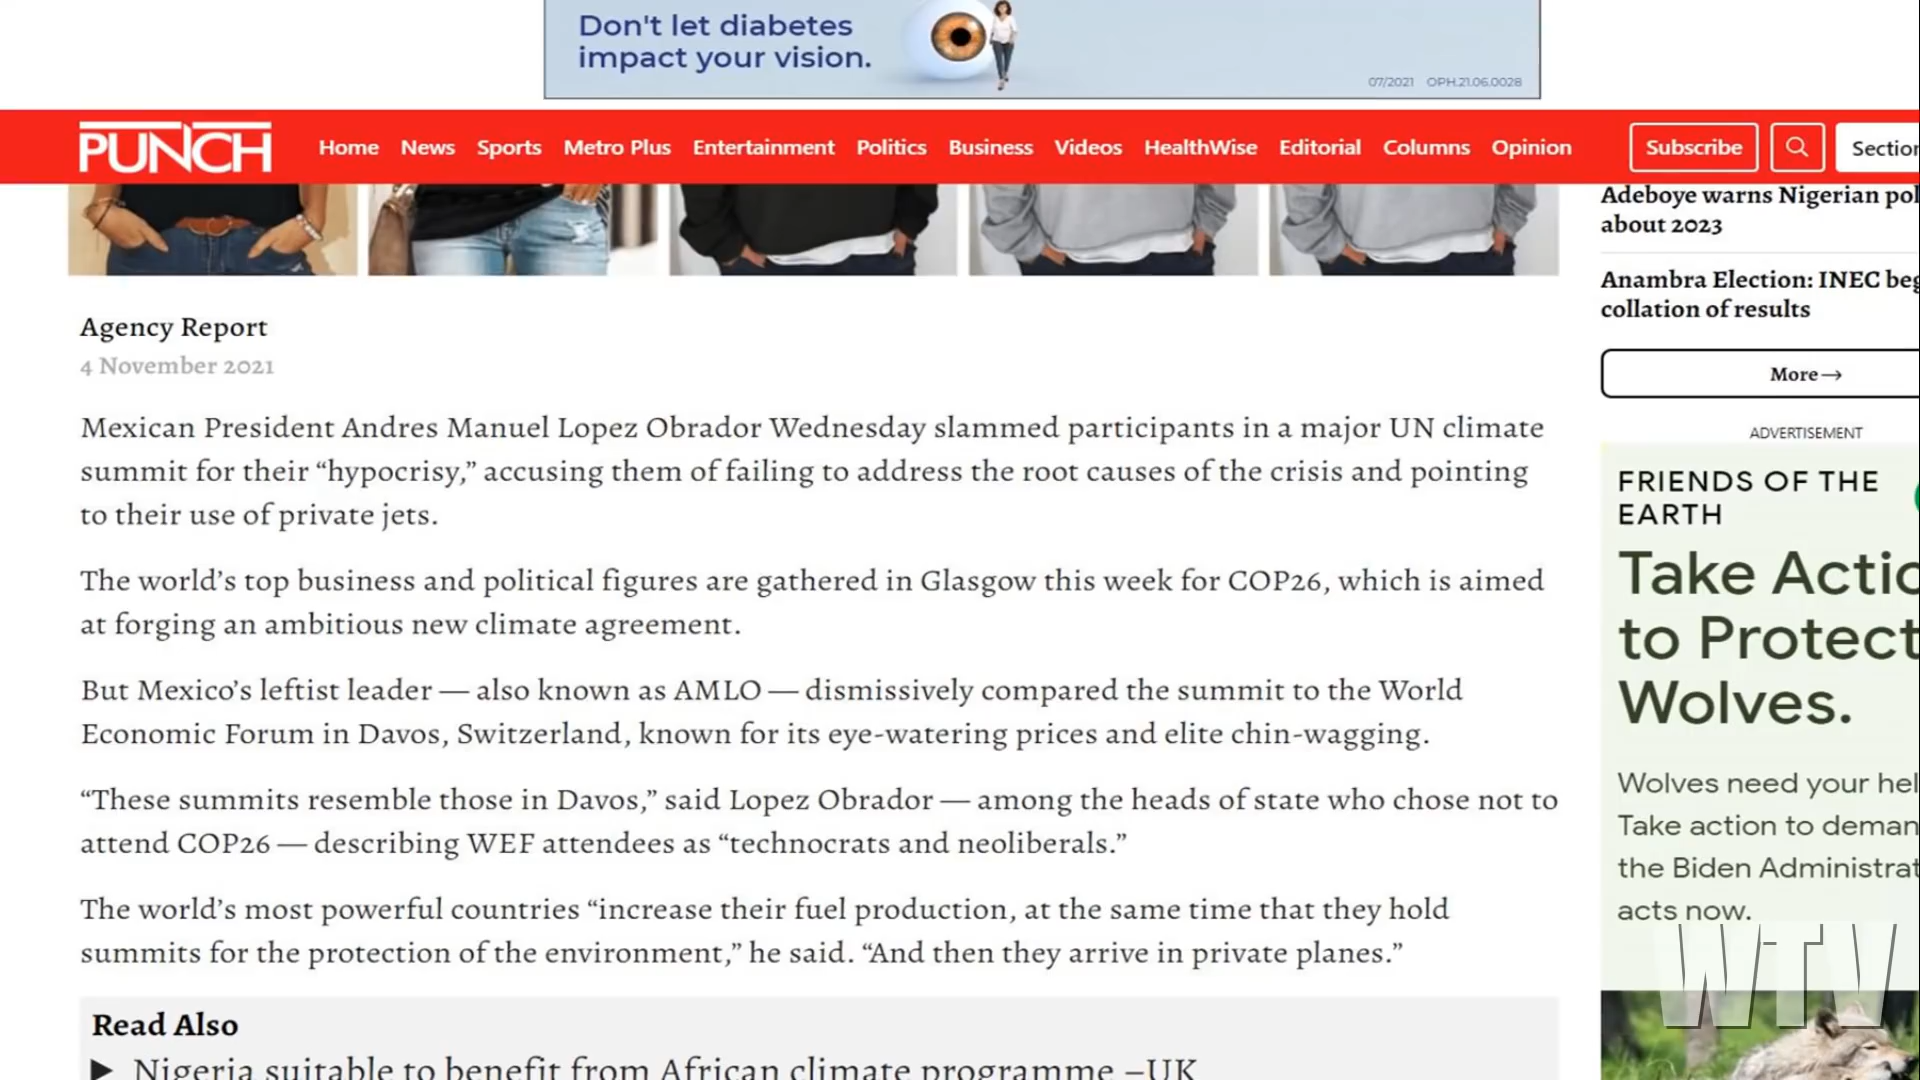 Don't let diabetes
impact your vision.
07/2021 OPH.21.06.0028
PUNCH
Home News Sports Metro Plus Entertainment Politics Business Videos HealthWise Editorial Columns Opinion
Subscribe
Section
Adeboye warns Nigerian pol
about 2023
Anambra Election: INEC beg
collation of results
More→
Agency Report
4 November 2021
Mexican President Andres Manuel Lopez Obrador Wednesday slammed participants in a major UN climate
summit for their “hypocrisy,” accusing them of failing to address the root causes of the crisis and pointing
to their use of private jets.
The world’s top business and political figures are gathered in Glasgow this week for COP26, which is aimed
at forging an ambitious new climate agreement.
But Mexico’s leftist leader — also known as AMLO — dismissively compared the summit to the World
Economic Forum in Davos, Switzerland, known for its eye-watering prices and elite chin-wagging.
“These summits resemble those in Davos,” said Lopez Obrador — among the heads of state who chose not to
attend COP26 — describing WEF attendees as “technocrats and neoliberals.”
The world’s most powerful countries “increase their fuel production, at the same time that they hold
summits for the protection of the environment,” he said. “And then they arrive in private planes.”
Read Also
Nigeria suitable to benefit from African climate programme –UK
ADVERTISEMENT
FRIENDS OF THE
EARTH
Take Actio
to Protect
Wolves.
Wolves need your hel
Take action to deman
the Biden Administrat
acts now.
WTV